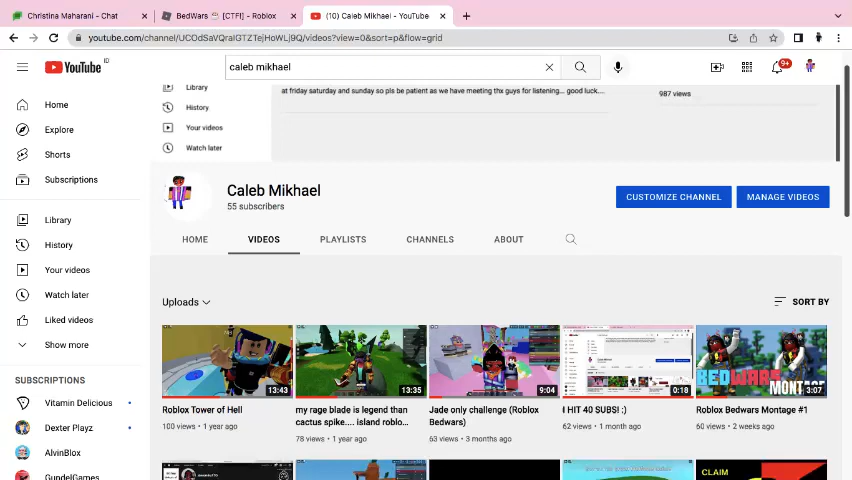 Christina Maharani - Chat
BedWars ☕ [CTF!] - Roblox
(10) Caleb Mikhael - YouTube
youtube.com/channel/UCOdSaVQraIGTZTejHoWLj9Q/videos?view=0&sort=p&flow=grid
YouTube ID
caleb mikhael
9+
Home
Explore
Shorts
Subscriptions
Library
History
Your videos
Watch later
Liked videos
Show more
SUBSCRIPTIONS
Vitamin Delicious
Dexter Playz
AlvinBlox
GundelGames
Library
History
Your videos
Watch later
at friday saturday and sunday so pls be patient as we have meeting thx guys for listening... good luck....
987 views
Caleb Mikhael
55 subscribers
CUSTOMIZE CHANNEL
MANAGE VIDEOS
HOME
VIDEOS
PLAYLISTS
CHANNELS
ABOUT
Uploads
SORT BY
13:43
13:35
9:04
0:18
BEDWARS
MONTAGE
3:07
Roblox Tower of Hell
100 views • 1 year ago
my rage blade is legend than
cactus spike.... island roblo...
78 views • 1 year ago
Jade only challenge (Roblox
Bedwars)
63 views • 3 months ago
I HIT 40 SUBS! :)
62 views • 1 month ago
Roblox Bedwars Montage #1
60 views • 2 weeks ago
CLAIM